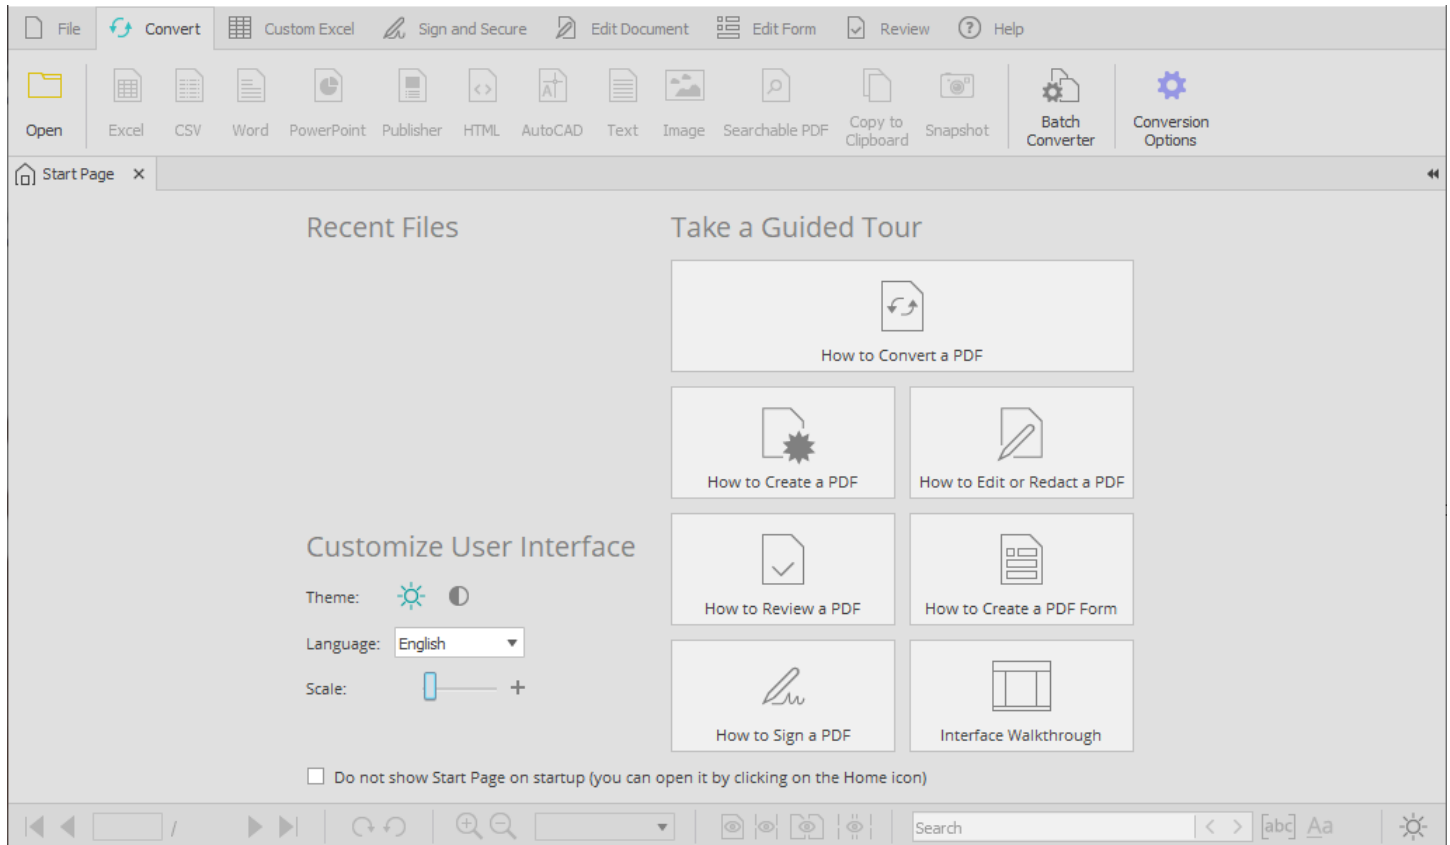 File Convert Custom Excel Sign and Secure Edit Document Edit Form Review Help
Open Excel CSV Word PowerPoint Publisher HTML AutoCAD Text Image Searchable PDF Copy to Clipboard Snapshot Batch Converter Conversion Options
Start Page
Recent Files
Take a Guided Tour
How to Convert a PDF
How to Create a PDF
How to Edit or Redact a PDF
How to Review a PDF
How to Create a PDF Form
How to Sign a PDF
Interface Walkthrough
Customize User Interface
Theme:
Language: English
Scale:
Do not show Start Page on startup (you can open it by clicking on the Home icon)
/ Search [abc] Aa